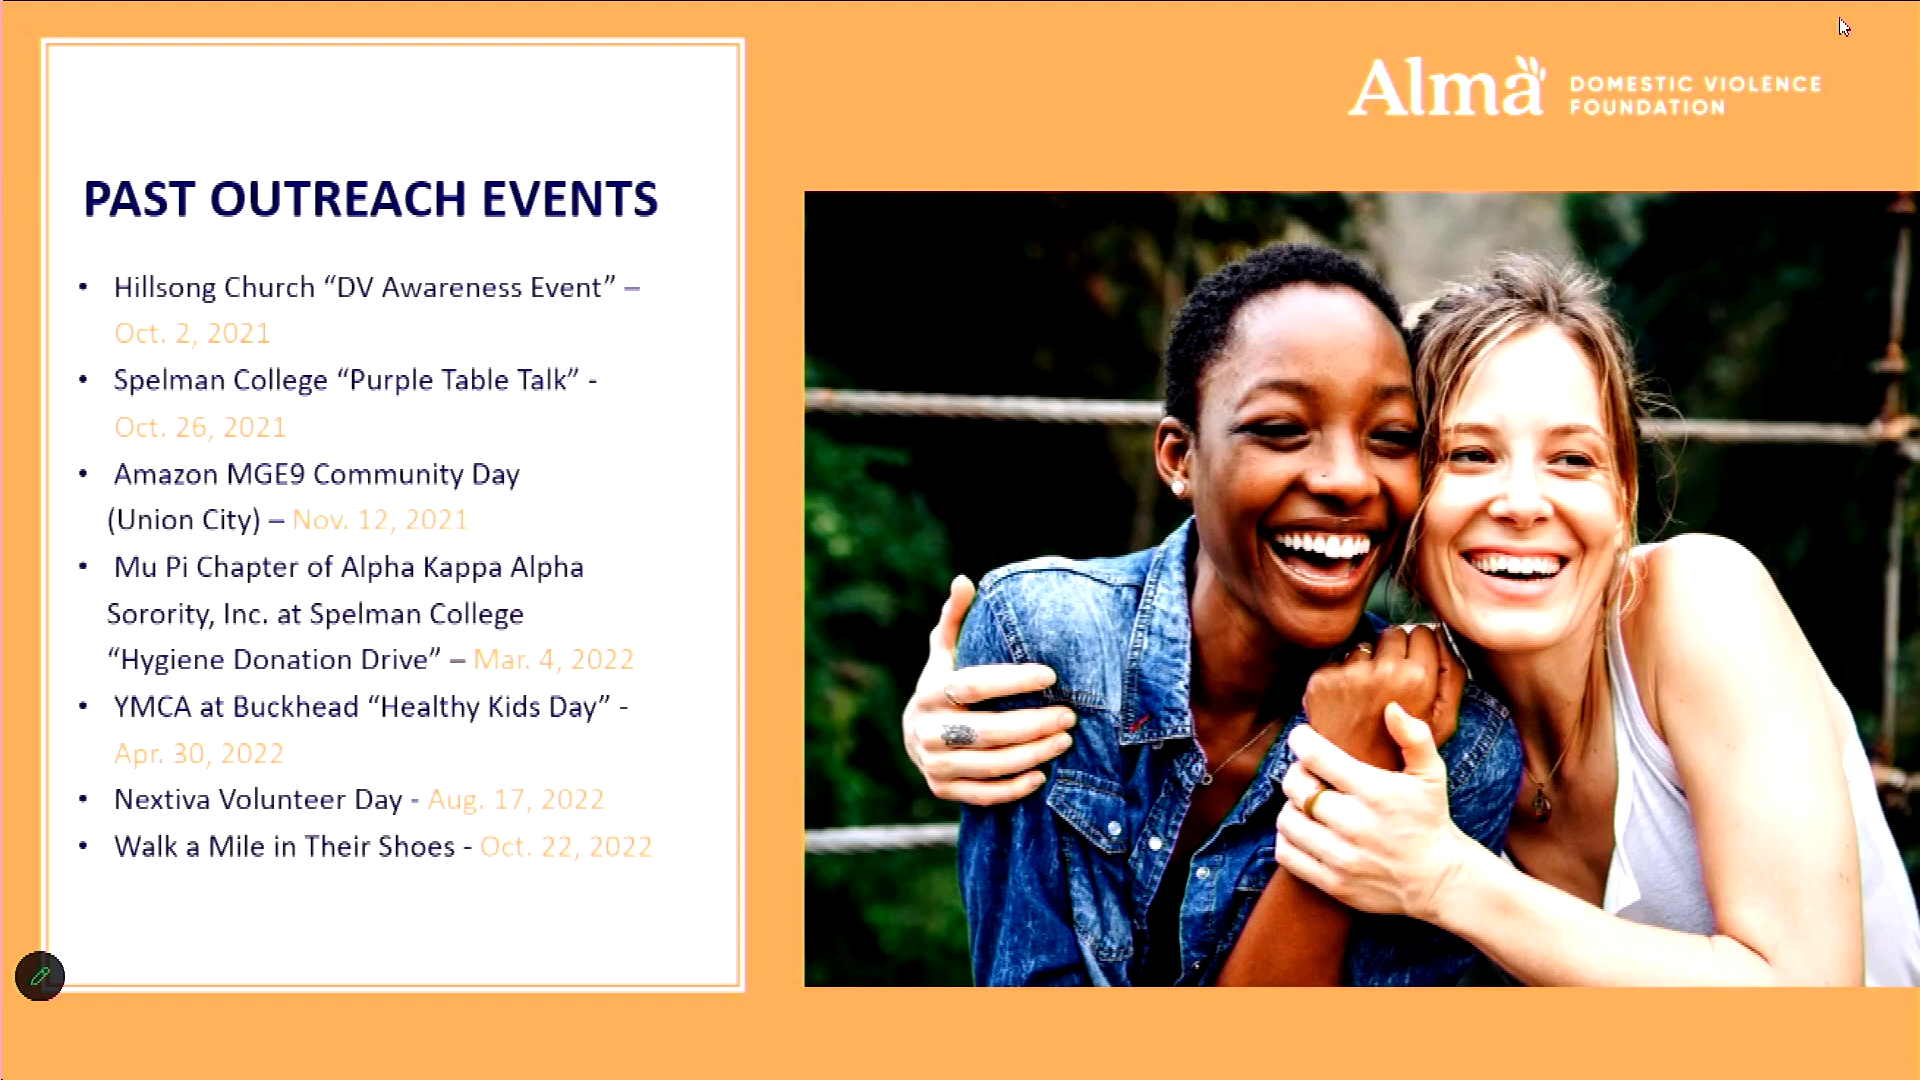 Alma DOMESTIC VIOLENCE
FOUNDATION
PAST OUTREACH EVENTS
• Hillsong Church “DV Awareness Event” –
Oct. 2, 2021
• Spelman College “Purple Table Talk” -
Oct. 26, 2021
• Amazon MGE9 Community Day
(Union City) – Nov. 12, 2021
• Mu Pi Chapter of Alpha Kappa Alpha
Sorority, Inc. at Spelman College
“Hygiene Donation Drive” – Mar. 4, 2022
• YMCA at Buckhead “Healthy Kids Day” -
Apr. 30, 2022
• Nextiva Volunteer Day - Aug. 17, 2022
• Walk a Mile in Their Shoes - Oct. 22, 2022